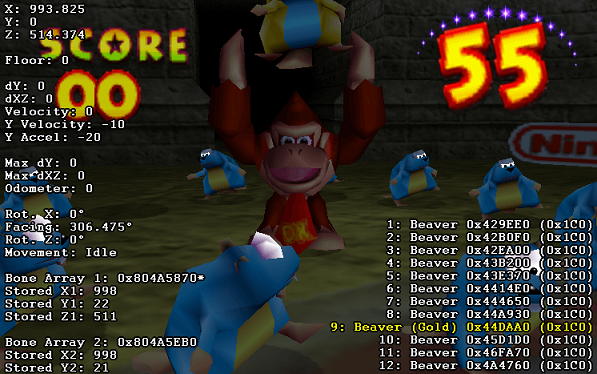 X: 993.825
Y: 0
Z: 514.374
SCORE
00
55
Floor: 0
dY: 0
dXZ: 0
Velocity: 0
Y Velocity: -10
Y Accel: -20
Max dY: 0
Max dXZ: 0
Odometer: 0
Rot. X: 0°
Facing: 306.475°
Rot. Z: 0°
Movement: Idle
Bone Array 1: 0x804A5870*
Stored X1: 998
Stored Y1: 22
Stored Z1: 511
Bone Array 2: 0x804A5EB0
Stored X2: 998
Stored Y2: 21
Nin
DK
1: Beaver 0x429EE0 (0x1C0)
2: Beaver 0x42B0F0 (0x1C0)
3: Beaver 0x42EA00 (0x1C0)
4: Beaver 0x43B200 (0x1C0)
5: Beaver 0x43E370 (0x1C0)
6: Beaver 0x4414E0 (0x1C0)
7: Beaver 0x444650 (0x1C0)
8: Beaver 0x44A930 (0x1C0)
9: Beaver (Gold) 0x44DAA0 (0x1C0)
10: Beaver 0x45D1D0 (0x1C0)
11: Beaver 0x46FA70 (0x1C0)
12: Beaver 0x4A4760 (0x1C0)